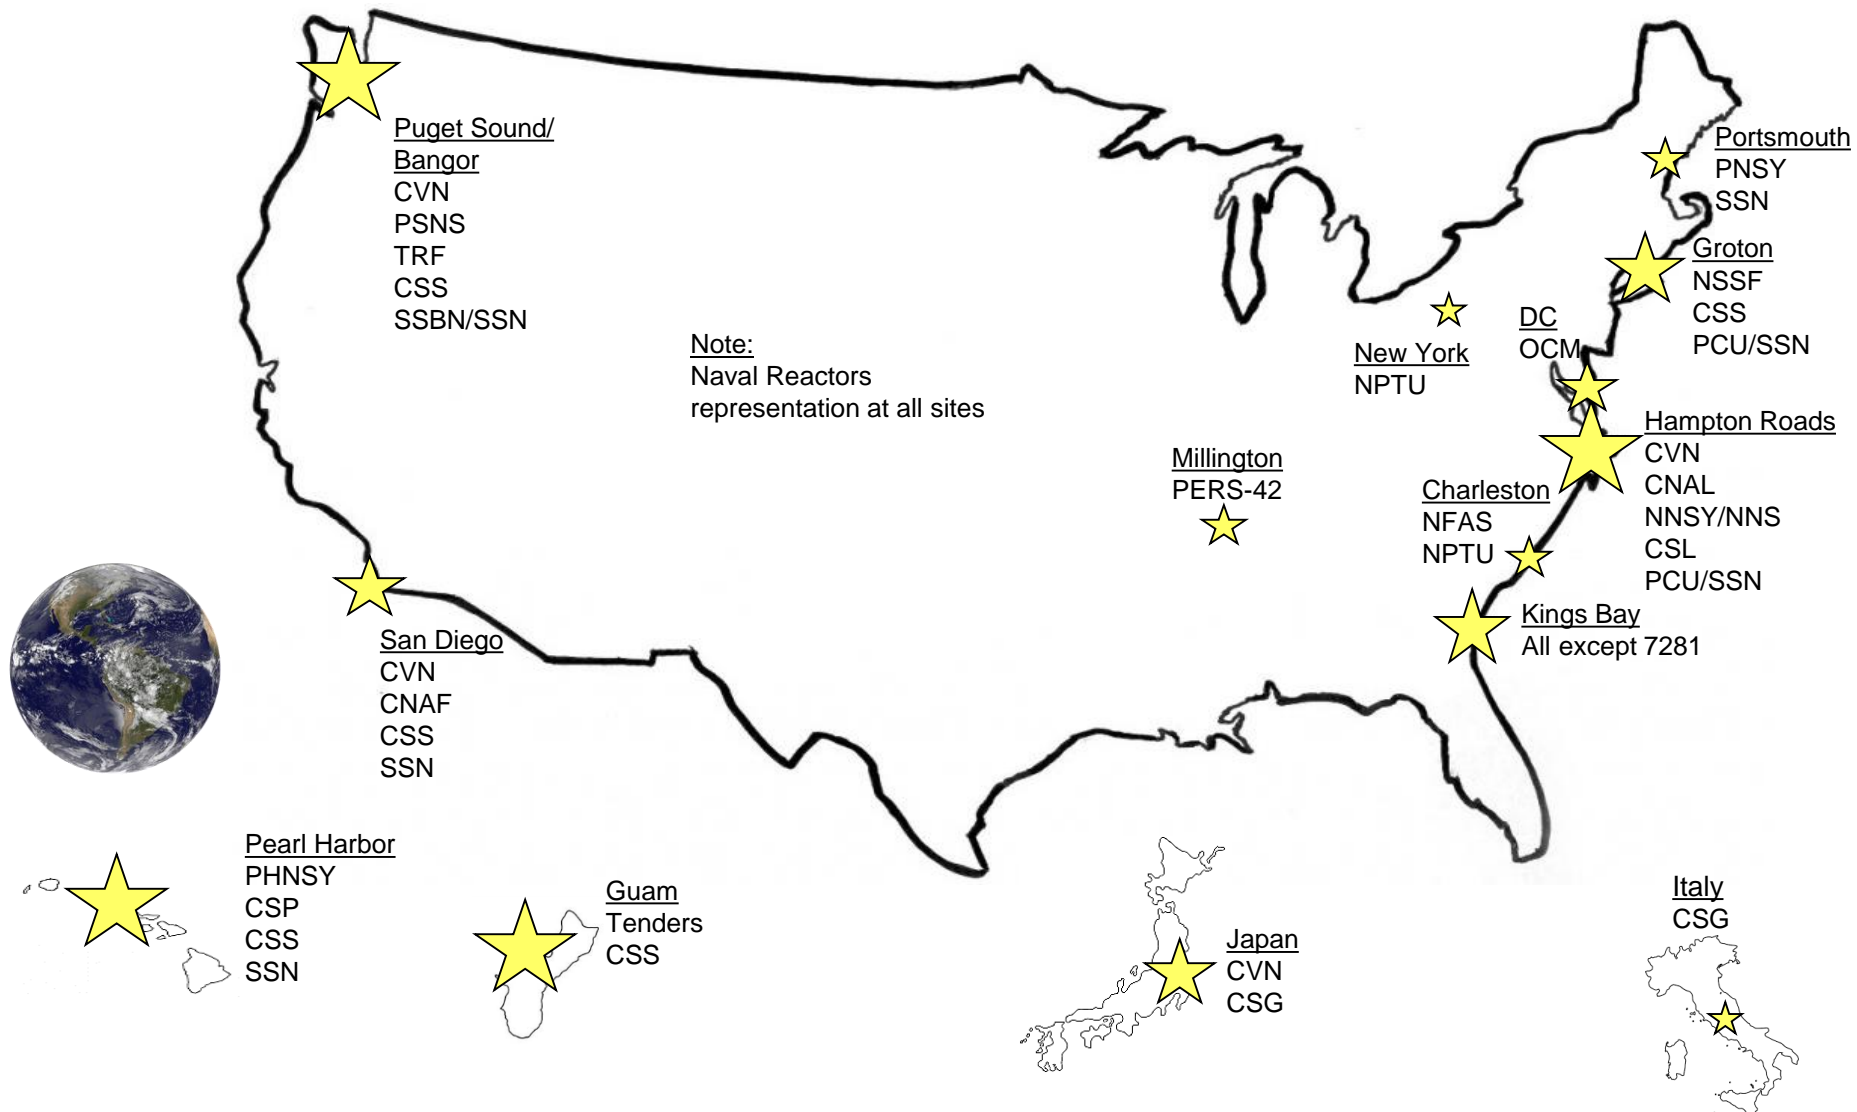 Puget Sound/
Bangor
CVN
PSNS
TRF
CSS
SSBN/SSN
Note:
Naval Reactors
representation at all sites
Portsmouth
PNSY
SSN
Groton
NSSF
CSS
PCU/SSN
DC
OCM
New York
NPTU
Hampton Roads
CVN
CNAL
NNSY/NNS
CSL
PCU/SSN
Millington
PERS-42
Charleston
NFAS
NPTU
Kings Bay
All except 7281
San Diego
CVN
CNAF
CSS
SSN
Pearl Harbor
PHNSY
CSP
CSS
SSN
Guam
Tenders
CSS
Japan
CVN
CSG
Italy
CSG